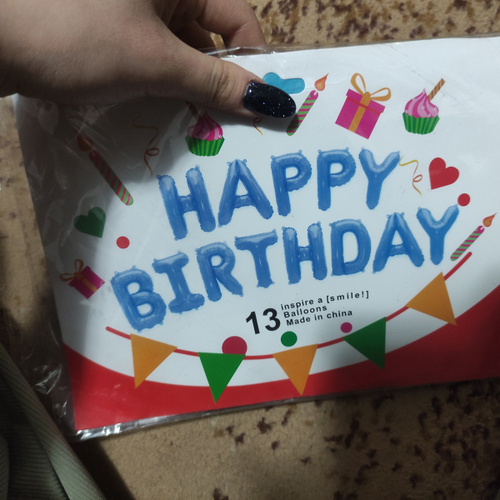 HAPPY
BIRTHDAY
13 inspire a [smile!]
Balloons
Made in china